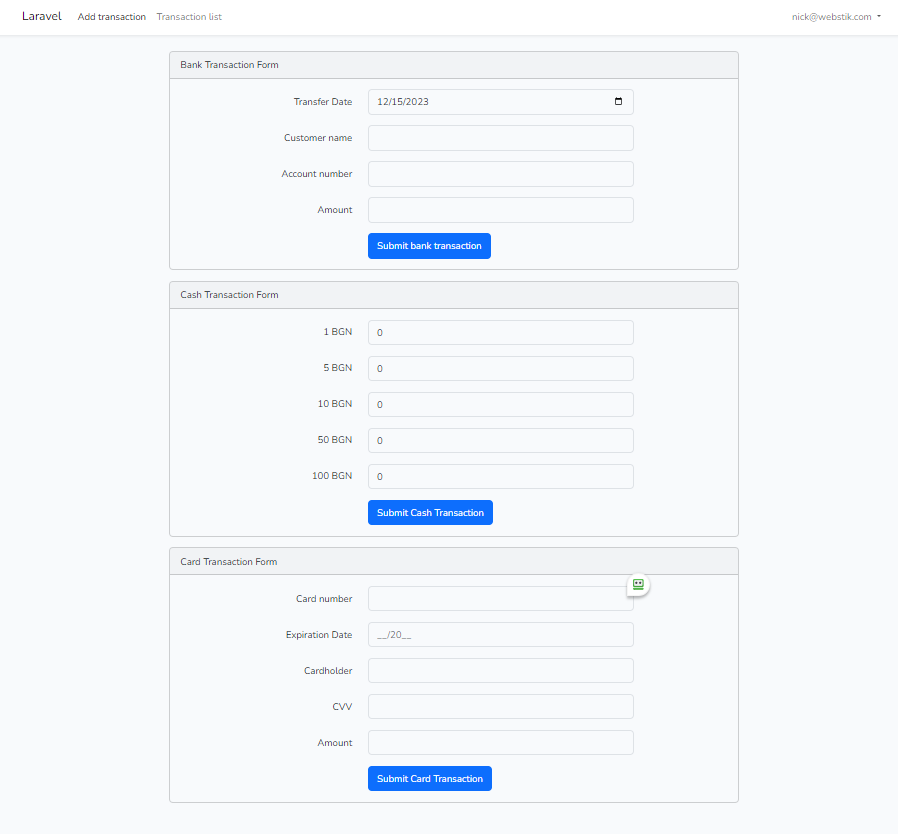 Laravel Add transaction Transaction list nick@webstik.com
Bank Transaction Form
Transfer Date 12/15/2023
Customer name
Account number
Amount
Submit bank transaction
Cash Transaction Form
1 BGN 0
5 BGN 0
10 BGN 0
50 BGN 0
100 BGN 0
Submit Cash Transaction
Card Transaction Form
Card number
Expiration Date __/20__
Cardholder
CVV
Amount
Submit Card Transaction